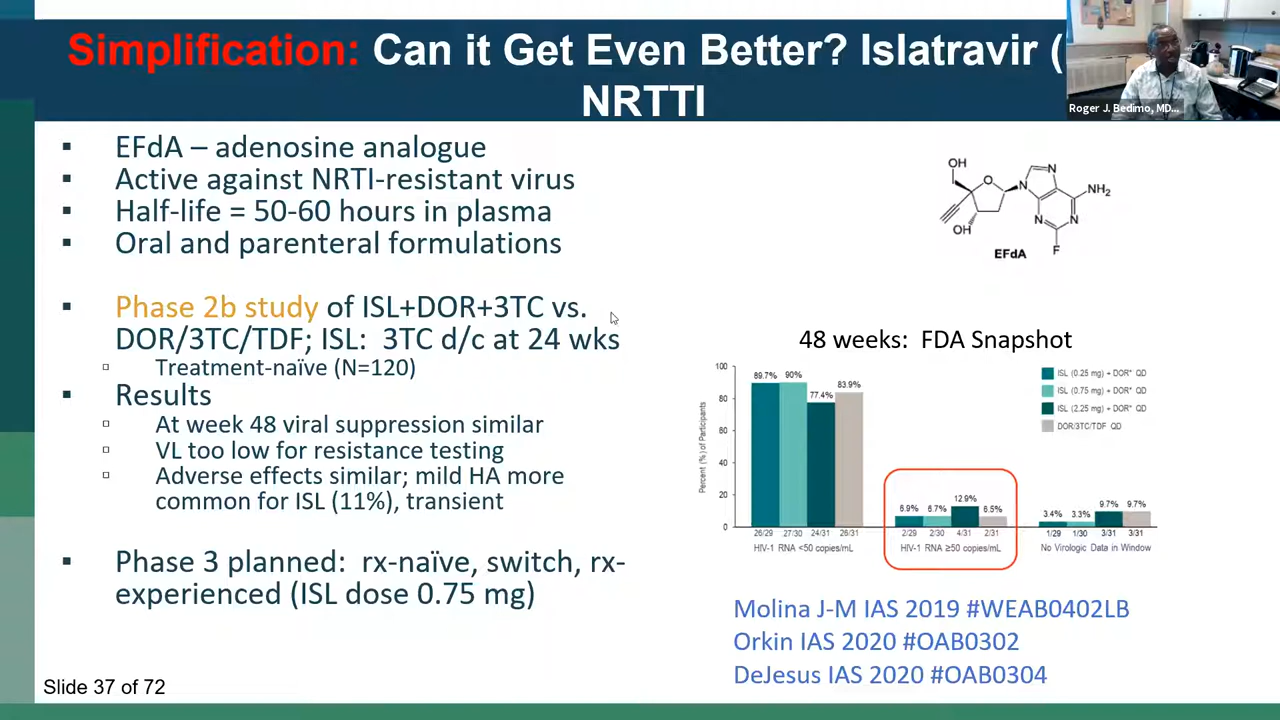 Simplification: Can it Get Even Better? Islatravir (
NRTTI
Roger J. Bedimo, MD...
▪ EFdA – adenosine analogue
▪ Active against NRTI-resistant virus
▪ Half-life = 50-60 hours in plasma
▪ Oral and parenteral formulations
▪ Phase 2b study of ISL+DOR+3TC vs.
DOR/3TC/TDF; ISL: 3TC d/c at 24 wks
▫ Treatment-naïve (N=120)
▪ Results
▫ At week 48 viral suppression similar
▫ VL too low for resistance testing
▫ Adverse effects similar; mild HA more
common for ISL (11%), transient
▪ Phase 3 planned: rx-naïve, switch, rx-
experienced (ISL dose 0.75 mg)
OH
O
N
N
NH₂
N
N
OH
F
EFdA
48 weeks: FDA Snapshot
Percent (%) of Participants
100
80
60
40
20
0
89.7% 90% 77.4% 83.9%
6.9% 6.7% 12.9% 6.5%
3.4% 3.3% 9.7% 9.7%
26/29 27/30 24/31 26/31
2/29 2/30 4/31 2/31
1/29 1/30 3/31 3/31
HIV-1 RNA <50 copies/mL
HIV-1 RNA ≥50 copies/mL
No Virologic Data in Window
ISL (0.25 mg) + DOR* QD
ISL (0.75 mg) + DOR* QD
ISL (2.25 mg) + DOR* QD
DOR/3TC/TDF QD
Molina J-M IAS 2019 #WEAB0402LB
Orkin IAS 2020 #OAB0302
DeJesus IAS 2020 #OAB0304
Slide 37 of 72